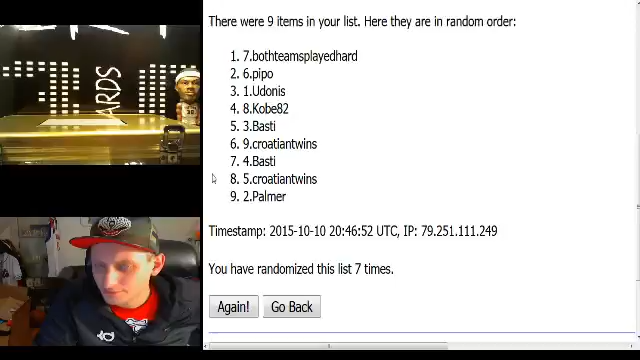 There were 9 items in your list. Here they are in random order:
1. 7.bothteamsplayedhard
2. 6.pipo
3. 1.Udonis
4. 8.Kobe82
5. 3.Basti
6. 9.croatiantwins
7. 4.Basti
8. 5.croatiantwins
9. 2.Palmer
Timestamp: 2015-10-10 20:46:52 UTC, IP: 79.251.111.249
You have randomized this list 7 times.
Again! Go Back
ARDS